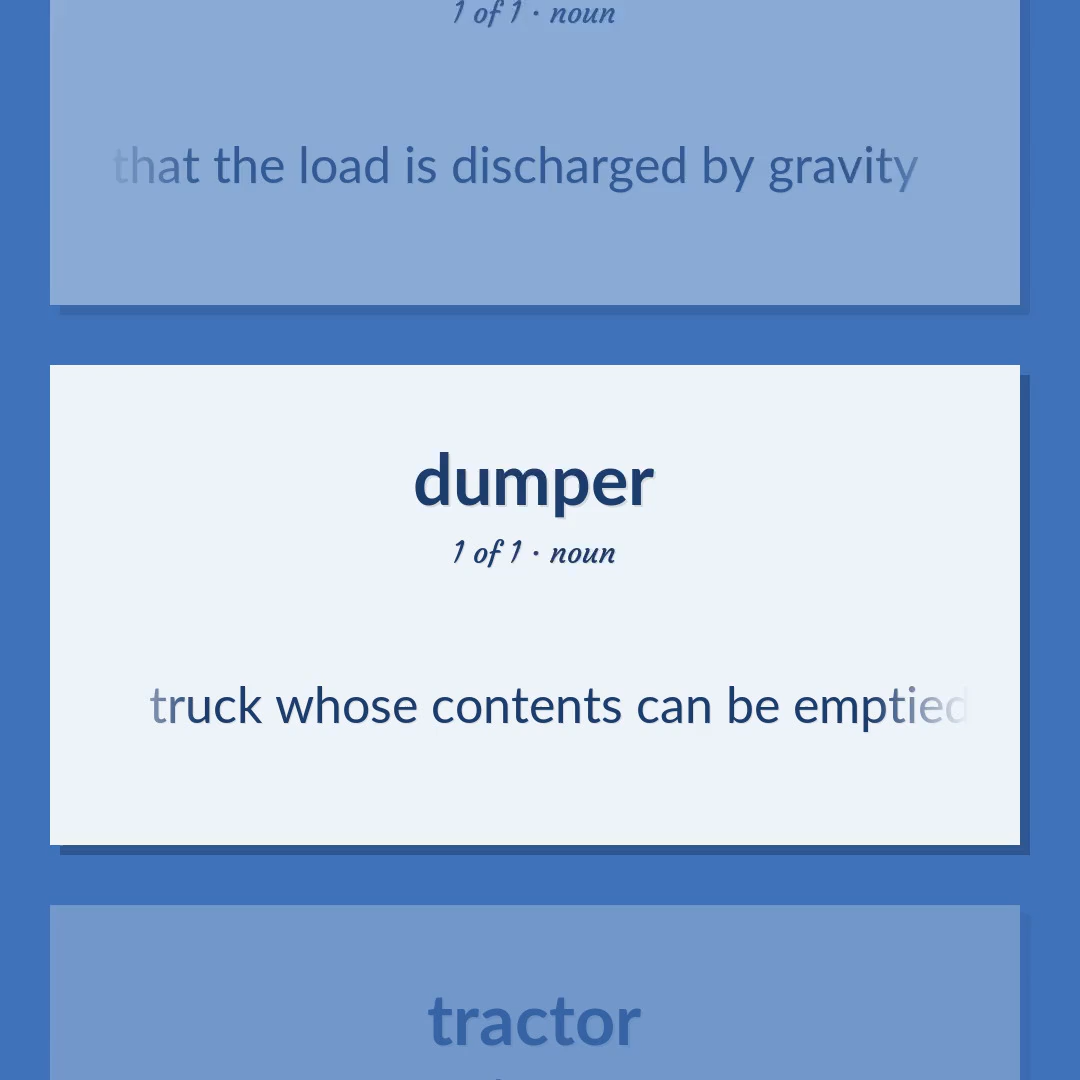 1 of 1 · noun
that the load is discharged by gravity
dumper
1 of 1 · noun
truck whose contents can be emptied
tractor